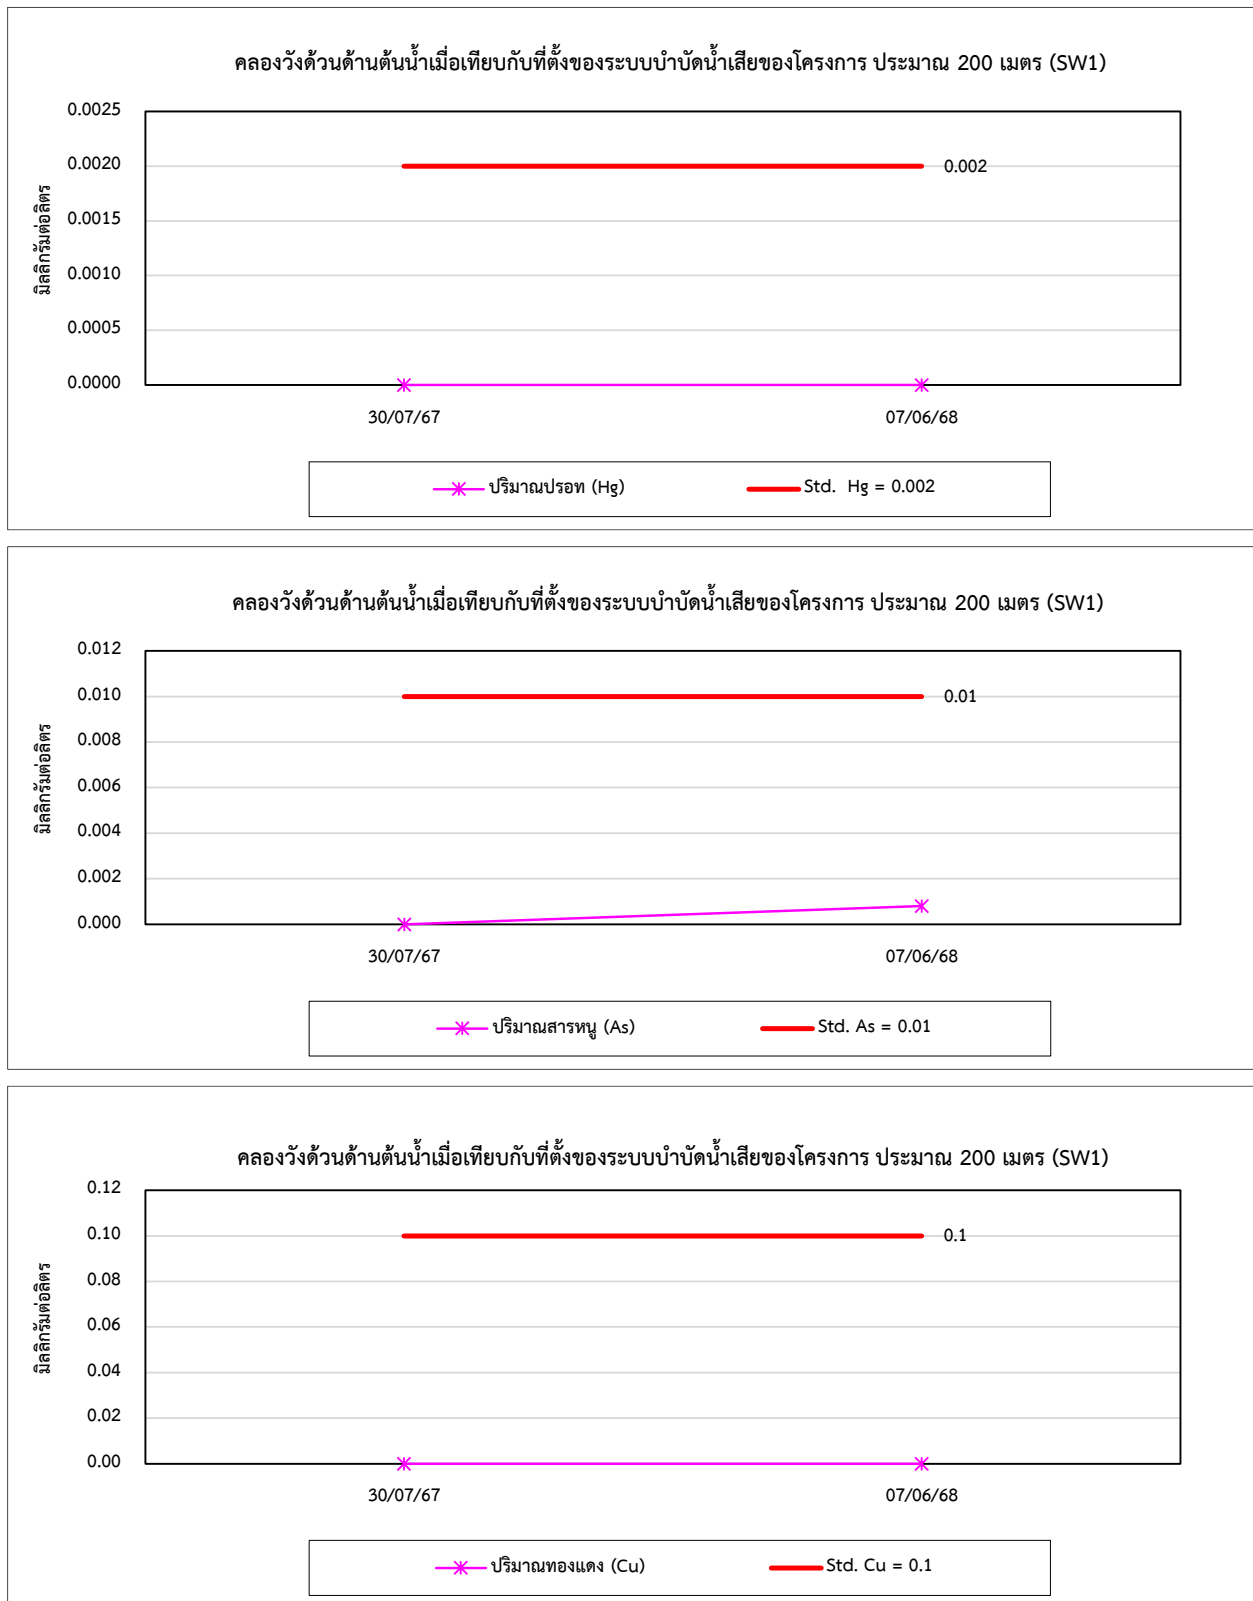 คลองวังด้วนด้านต้นน้ำเมื่อเทียบกับที่ตั้งของระบบบำบัดน้ำเสียของโครงการ ประมาณ 200 เมตร (SW1)
มิลลิกรัมต่อลิตร
0.0025
0.0020
0.0015
0.0010
0.0005
0.0000
0.002
30/07/67 07/06/68
ปริมาณปรอท (Hg) Std. Hg = 0.002
คลองวังด้วนด้านต้นน้ำเมื่อเทียบกับที่ตั้งของระบบบำบัดน้ำเสียของโครงการ ประมาณ 200 เมตร (SW1)
มิลลิกรัมต่อลิตร
0.012
0.010
0.008
0.006
0.004
0.002
0.000
0.01
30/07/67 07/06/68
ปริมาณสารหนู (As) Std. As = 0.01
คลองวังด้วนด้านต้นน้ำเมื่อเทียบกับที่ตั้งของระบบบำบัดน้ำเสียของโครงการ ประมาณ 200 เมตร (SW1)
มิลลิกรัมต่อลิตร
0.12
0.10
0.08
0.06
0.04
0.02
0.00
0.1
30/07/67 07/06/68
ปริมาณทองแดง (Cu) Std. Cu = 0.1